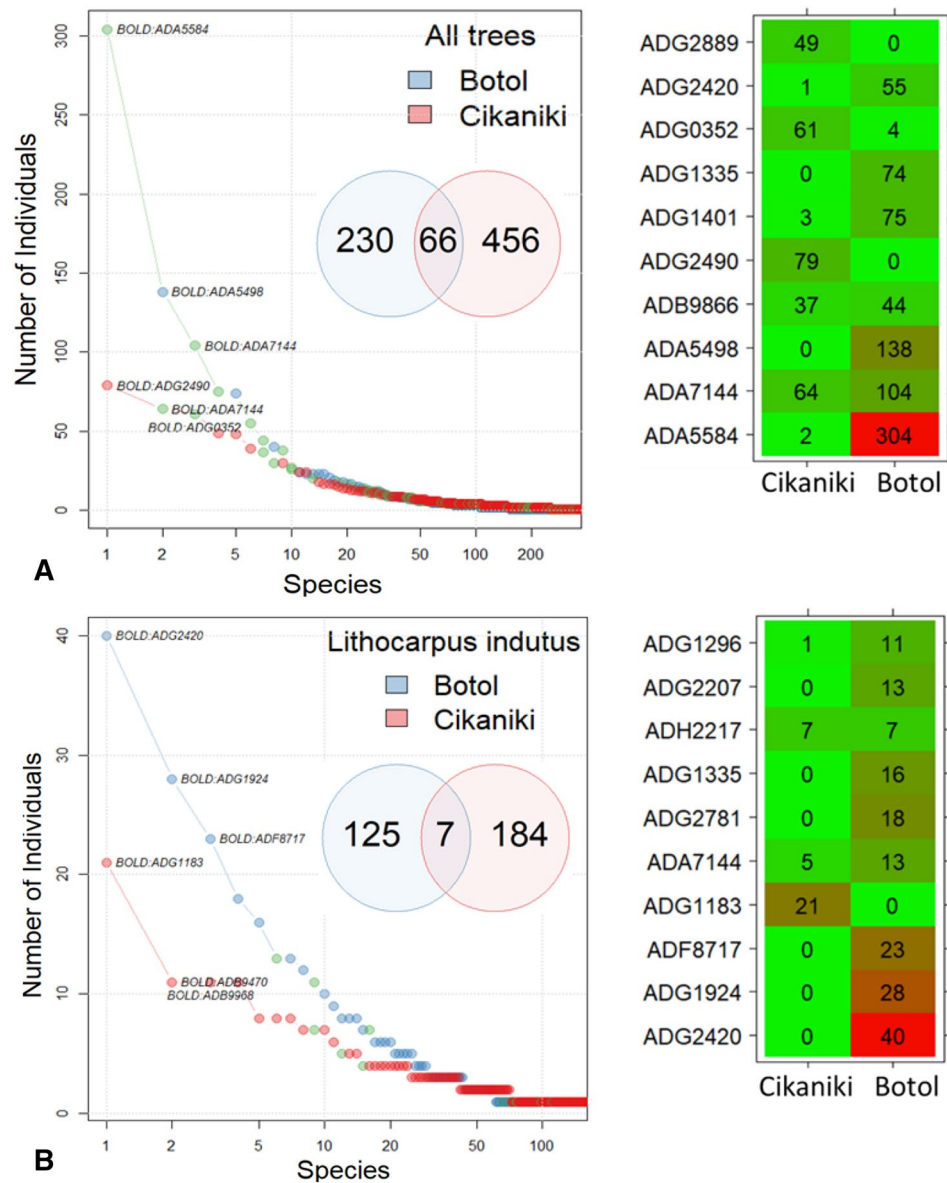 All trees
Botol
Cikaniki
Number of Individuals
300
250
200
150
100
50
0
BOLD:ADA5584
BOLD:ADA5498
BOLD:ADA7144
BOLD:ADG2490
BOLD:ADA7144
BOLD:ADG0352
230 66 456
1 2 5 10 20 50 100 200
Species
A
ADG2889 49 0
ADG2420 1 55
ADG0352 61 4
ADG1335 0 74
ADG1401 3 75
ADG2490 79 0
ADB9866 37 44
ADA5498 0 138
ADA7144 64 104
ADA5584 2 304
Cikaniki Botol
Lithocarpus indutus
Botol
Cikaniki
Number of Individuals
40
30
20
10
0
BOLD:ADG2420
BOLD:ADG1924
BOLD:ADF8717
BOLD:ADG1183
BOLD:ADB9470
BOLD:ADB9968
125 7 184
1 2 5 10 20 50 100
Species
B
ADG1296 1 11
ADG2207 0 13
ADH2217 7 7
ADG1335 0 16
ADG2781 0 18
ADA7144 5 13
ADG1183 21 0
ADF8717 0 23
ADG1924 0 28
ADG2420 0 40
Cikaniki Botol